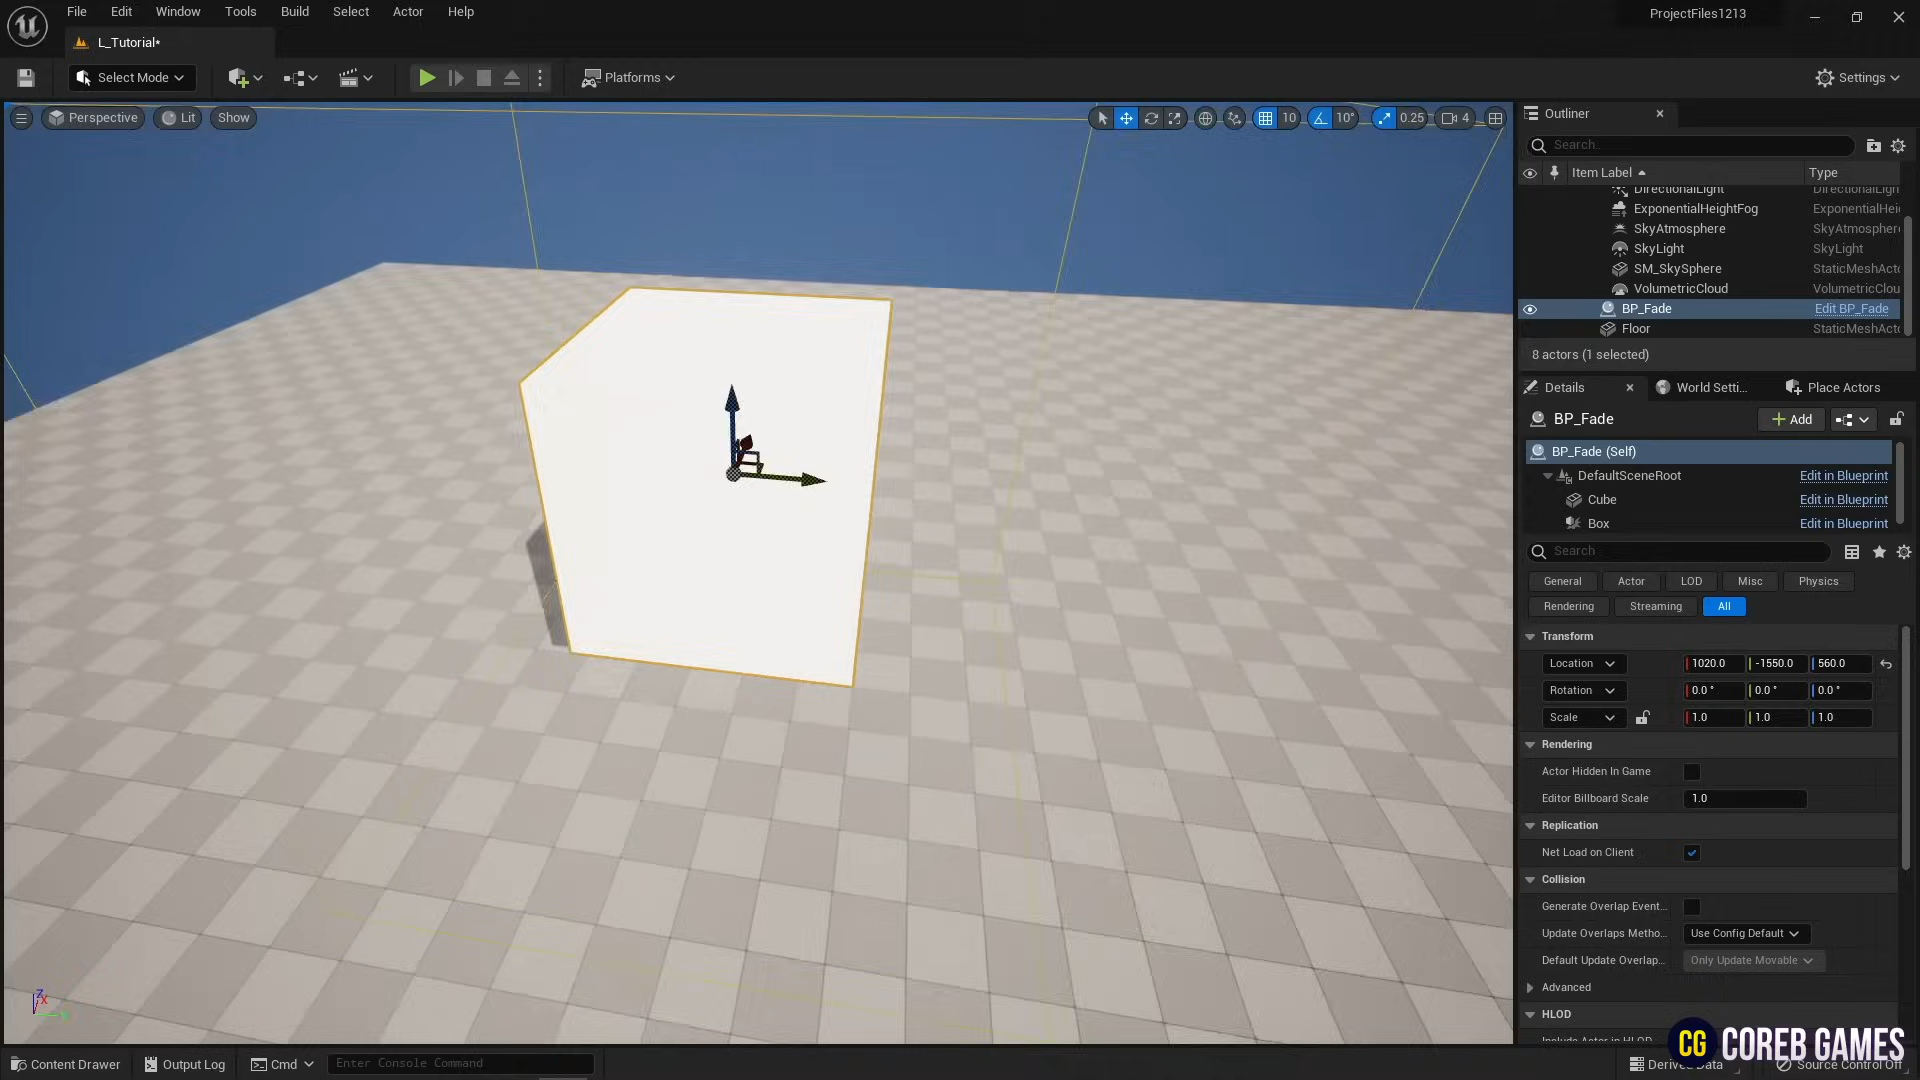 File Edit Window Tools Build Select Actor Help
ProjectFiles1213
L_Tutorial*
Select Mode
Platforms
Settings
Perspective Lit Show
10 10° 0.25 4
Outliner
Search..
Item Label Type
DirectionalLight DirectionalLigh
ExponentialHeightFog ExponentialHei
SkyAtmosphere SkyAtmosphere
SkyLight SkyLight
SM_SkySphere StaticMeshActo
VolumetricCloud VolumetricClou
BP_Fade Edit BP_Fade
Floor StaticMeshActo
8 actors (1 selected)
Details World Setti... Place Actors
BP_Fade Add
BP_Fade (Self)
DefaultSceneRoot Edit in Blueprint
Cube Edit in Blueprint
Box Edit in Blueprint
Search
General Actor LOD Misc Physics
Rendering Streaming All
Transform
Location 1020.0 -1550.0 560.0
Rotation 0.0 ° 0.0 ° 0.0 °
Scale 1.0 1.0 1.0
Rendering
Actor Hidden In Game
Editor Billboard Scale 1.0
Replication
Net Load on Client
Collision
Generate Overlap Event...
Update Overlaps Metho... Use Config Default
Default Update Overlap... Only Update Movable
Advanced
HLOD
Include Actor in HLOD
Z X
CG COREB GAMES
Content Drawer Output Log Cmd Enter Console Command
Derived Data Source Control Off